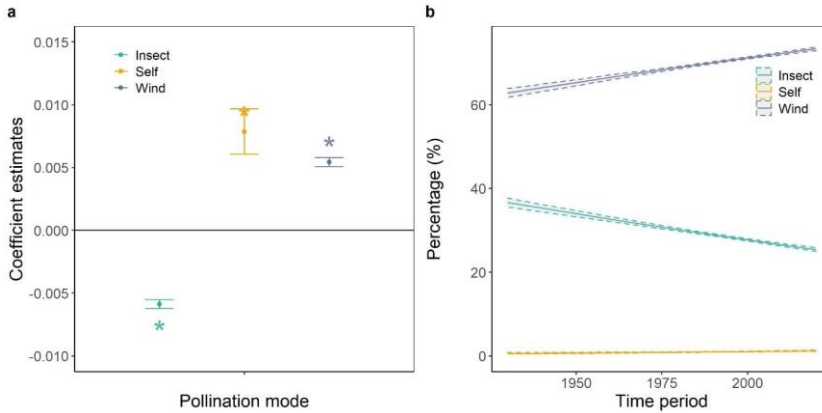 a
0.015
0.010
0.005
0.000
-0.005
-0.010
Coefficient estimates
Insect
Self
Wind
*
*
*
Pollination mode
b
60
40
20
0
Percentage (%)
Insect
Self
Wind
1950
1975
2000
Time period